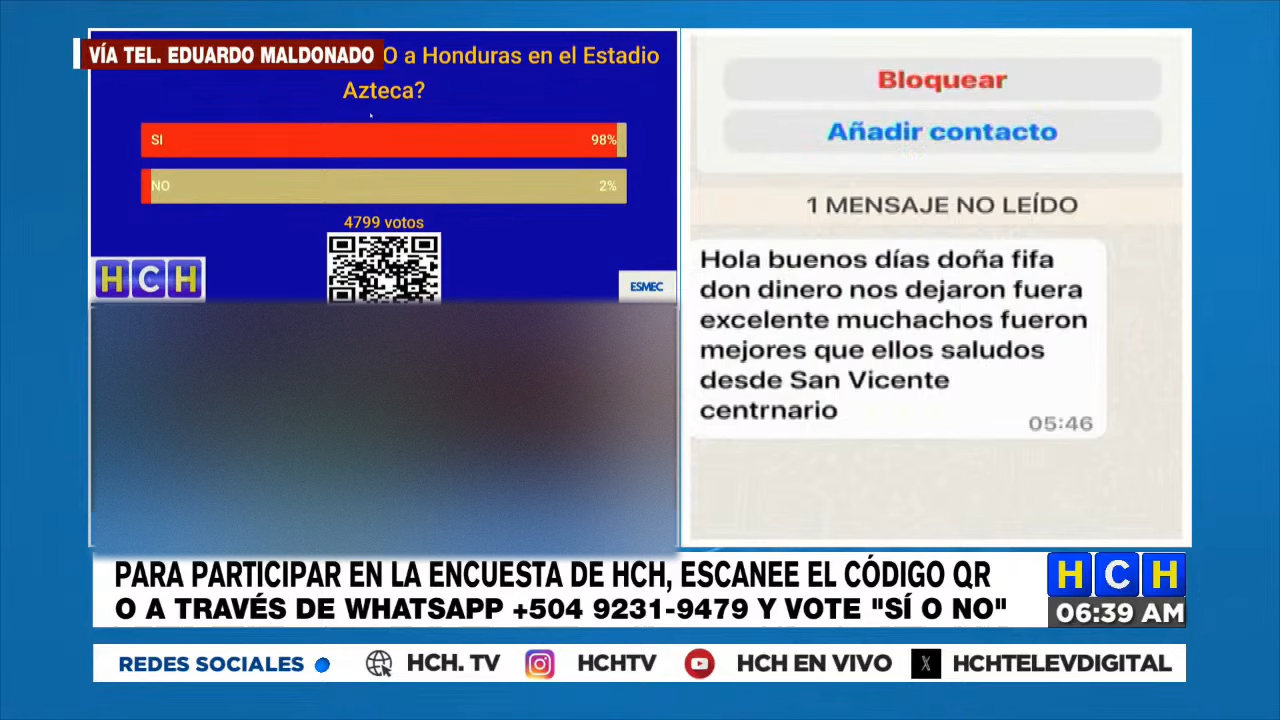 VÍA TEL. EDUARDO MALDONADO
O a Honduras en el Estadio
Azteca?
SI 98%
NO 2%
4799 votos
HCH
ESMEC
Bloquear
Añadir contacto
1 MENSAJE NO LEÍDO
Hola buenos días doña fifa
don dinero nos dejaron fuera
excelente muchachos fueron
mejores que ellos saludos
desde San Vicente
centrnario
05:46
PARA PARTICIPAR EN LA ENCUESTA DE HCH, ESCANEE EL CÓDIGO QR
O A TRAVÉS DE WHATSAPP +504 9231-9479 Y VOTE "SÍ O NO"
HCH
06:39 AM
REDES SOCIALES HCH. TV HCHTV HCH EN VIVO X HCHTELEVDIGITAL